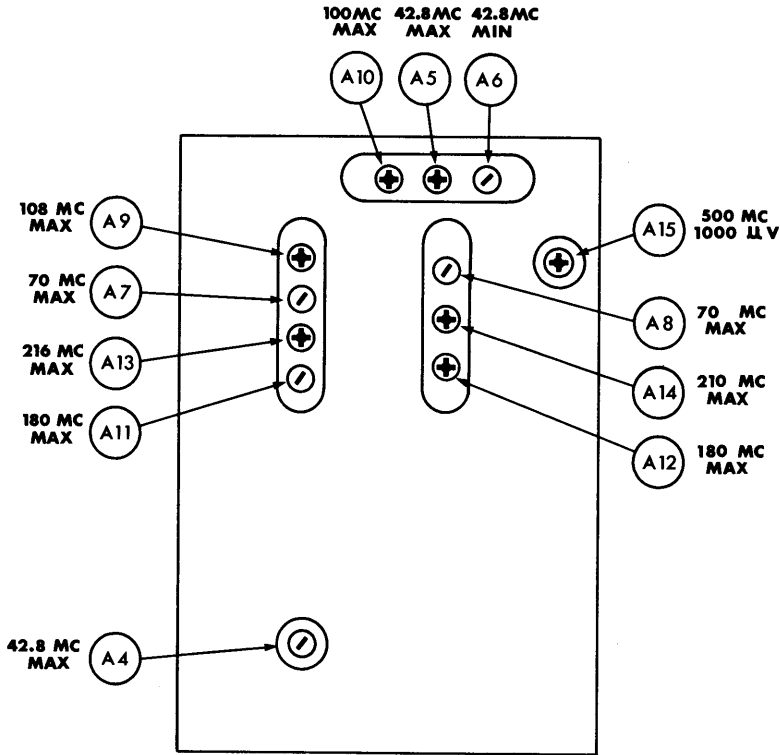 100MC 42.8MC 42.8MC
MAX MAX MIN
A10 A5 A6
108 MC
MAX
A9
A15
500 MC
1000 μμ V
70 MC
MAX
A7
A8
70 MC
MAX
216 MC
MAX
A13
A14
210 MC
MAX
180 MC
MAX
A11
A12
180 MC
MAX
42.8 MC
MAX
A4